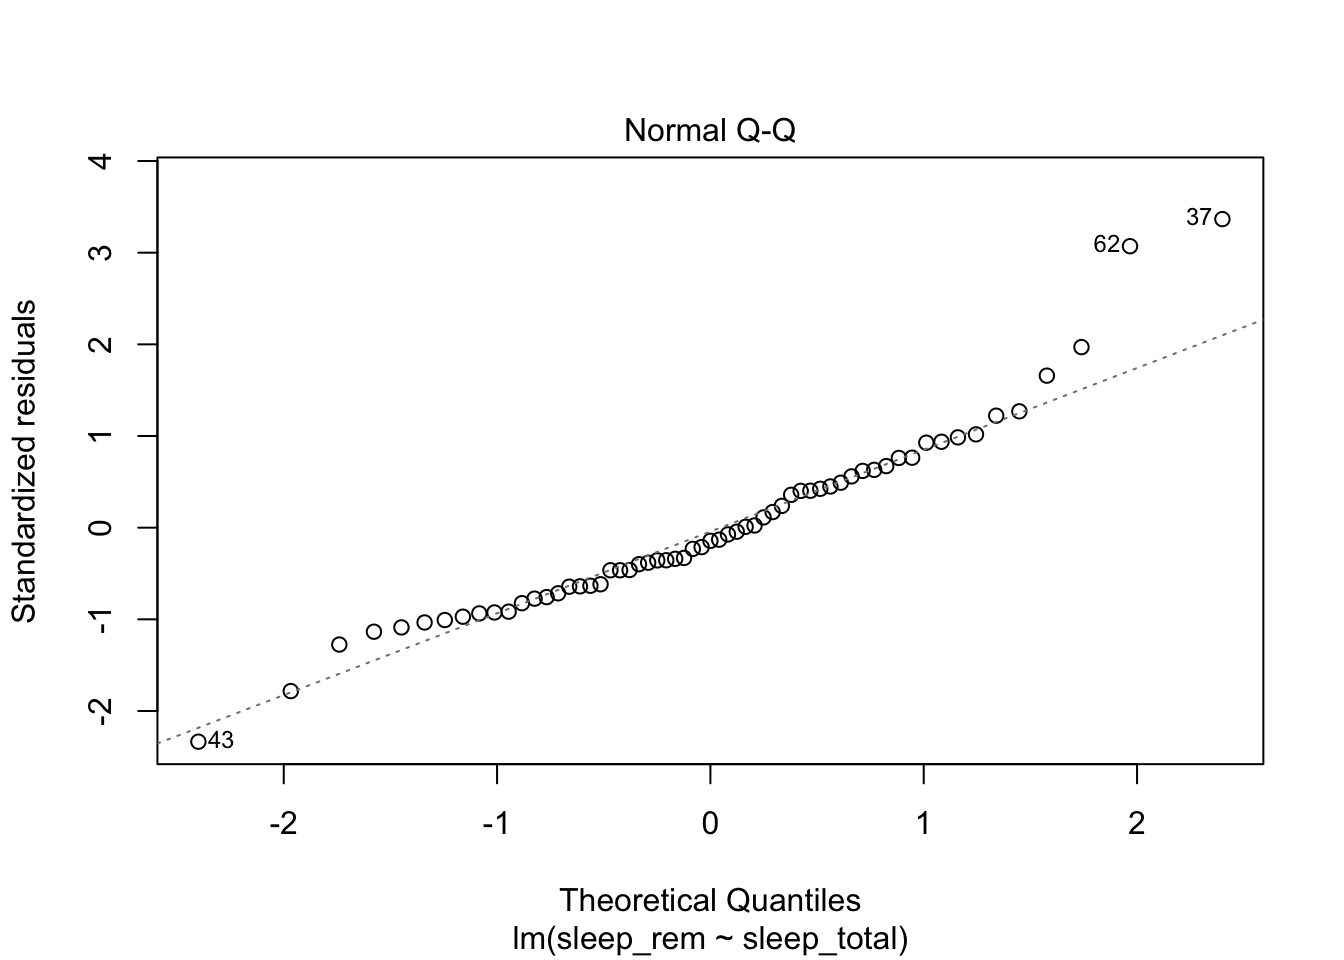 Normal Q-Q
4
3
2
1
0
-1
-2
Standardized residuals
37
62
43
-2 -1 0 1 2
Theoretical Quantiles
lm(sleep_rem ~ sleep_total)